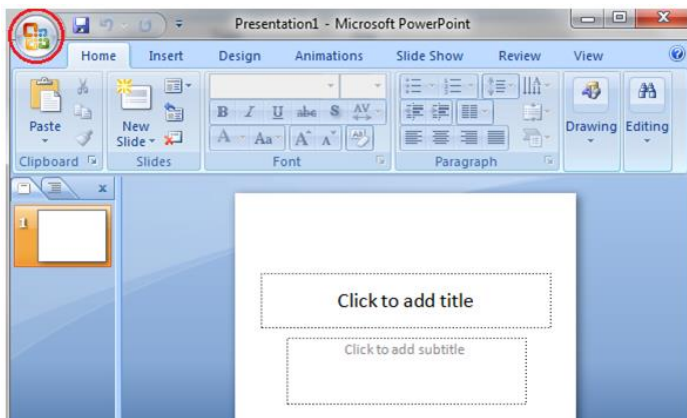 Presentation1 - Microsoft PowerPoint
Home Insert Design Animations Slide Show Review View
Paste
New
Slide
Drawing Editing
B I U abc S AV
A Aa A A
Clipboard Slides Font Paragraph
1
Click to add title
Click to add subtitle